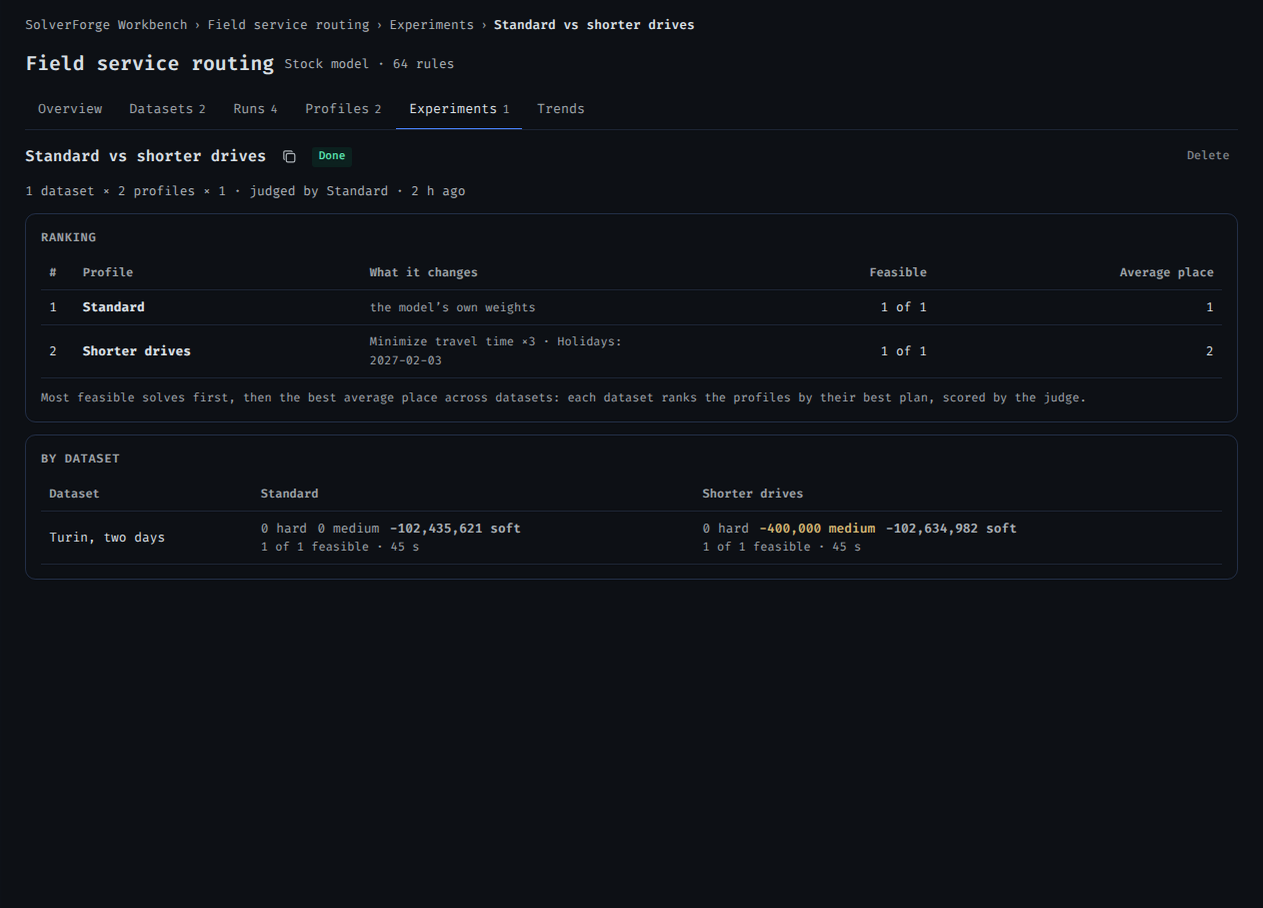 SolverForge Workbench › Field service routing › Experiments › Standard vs shorter drives
Field service routing Stock model · 64 rules
Overview Datasets 2 Runs 4 Profiles 2 Experiments 1 Trends
Standard vs shorter drives Done Delete
1 dataset × 2 profiles × 1 · judged by Standard · 2 h ago
RANKING
# Profile What it changes Feasible Average place
1 Standard the model’s own weights 1 of 1 1
2 Shorter drives Minimize travel time ×3 · Holidays: 2027-02-03 1 of 1 2
Most feasible solves first, then the best average place across datasets: each dataset ranks the profiles by their best plan, scored by the judge.
BY DATASET
Dataset Standard Shorter drives
Turin, two days
0 hard 0 medium -102,435,621 soft
1 of 1 feasible · 45 s
0 hard -400,000 medium -102,634,982 soft
1 of 1 feasible · 45 s